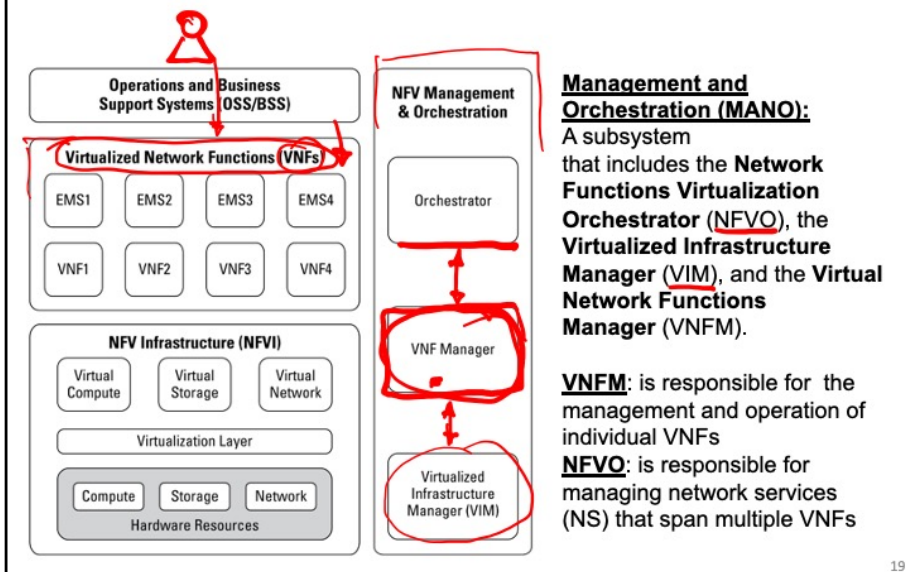 Operations and Business
Support Systems (OSS/BSS)
Virtualized Network Functions (VNFs)
EMS1
EMS2
EMS3
EMS4
VNF1
VNF2
VNF3
VNF4
NFV Infrastructure (NFVI)
Virtual
Compute
Virtual
Storage
Virtual
Network
Virtualization Layer
Compute
Storage
Network
Hardware Resources
NFV Management
& Orchestration
Orchestrator
VNF Manager
Virtualized
Infrastructure
Manager (VIM)
Management and
Orchestration (MANO):
A subsystem
that includes the Network
Functions Virtualization
Orchestrator (NFVO), the
Virtualized Infrastructure
Manager (VIM), and the Virtual
Network Functions
Manager (VNFM).
VNFM: is responsible for the
management and operation of
individual VNFs
NFVO: is responsible for
managing network services
(NS) that span multiple VNFs
19